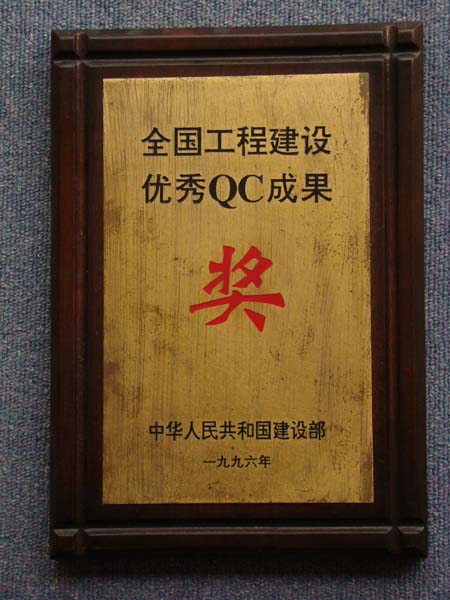 全国工程建设
优秀QC成果
奖
中华人民共和国建设部
一九九六年